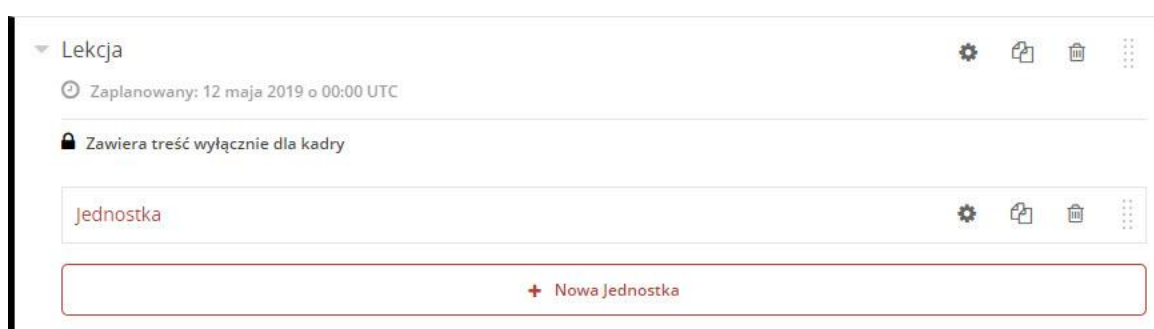 Lekcja
Zaplanowany: 12 maja 2019 o 00:00 UTC
Zawiera treść wyłącznie dla kadry
Jednostka
+ Nowa Jednostka